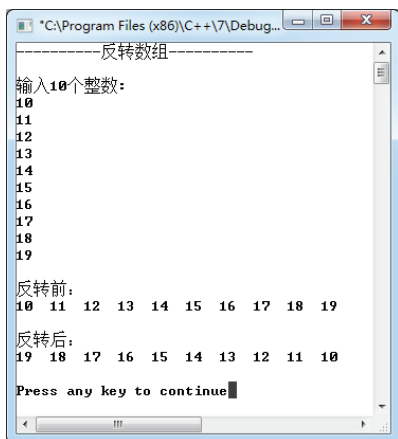 "C:\Program Files (x86)\C++\7\Debug...
----------反转数组----------
输入10个整数：
10
11
12
13
14
15
16
17
18
19
反转前：
10 11 12 13 14 15 16 17 18 19
反转后：
19 18 17 16 15 14 13 12 11 10
Press any key to continue